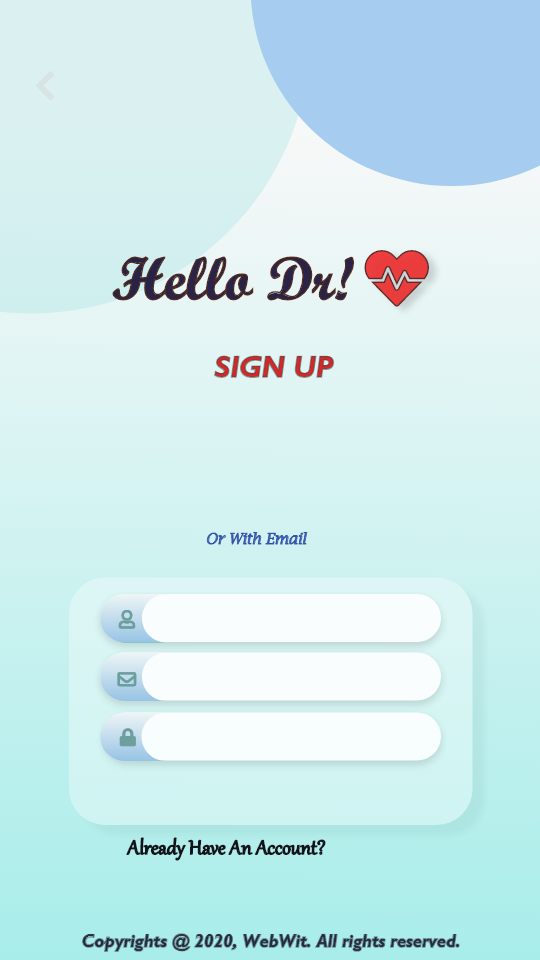 Hello Dr!
SIGN UP
Or With Email
Already Have An Account?
Copyrights @ 2020, WebWit. All rights reserved.